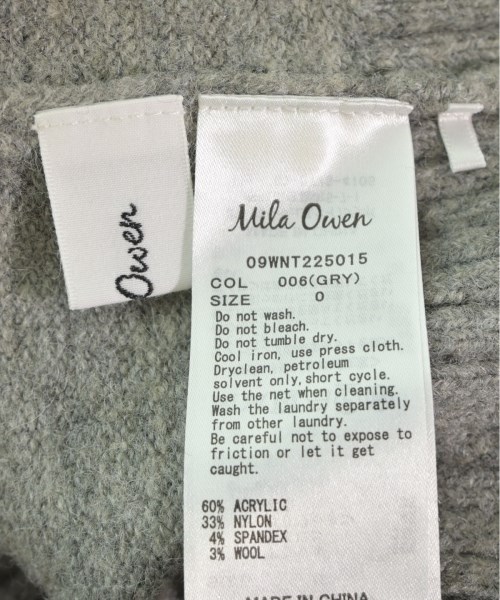 Owen
Mila Owen
09WNT225015
COL 006(GRY)
SIZE 0
Do not wash.
Do not bleach.
Do not tumble dry.
Cool iron, use press cloth.
Dryclean, petroleum
solvent only,short cycle.
Use the net when cleaning.
Wash the laundry separately
from other laundry.
Be careful not to expose to
friction or let it get
caught.
60% ACRYLIC
33% NYLON
4% SPANDEX
3% WOOL
MADE IN CHINA